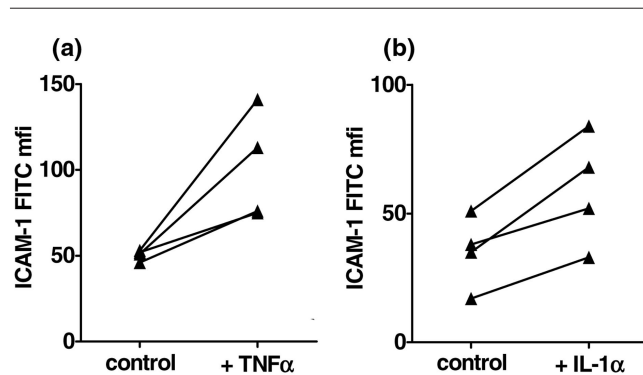 (a)
ICAM-1 FITC mfi
150
100
50
0
control + TNFα
(b)
ICAM-1 FITC mfi
100
50
0
control + IL-1α